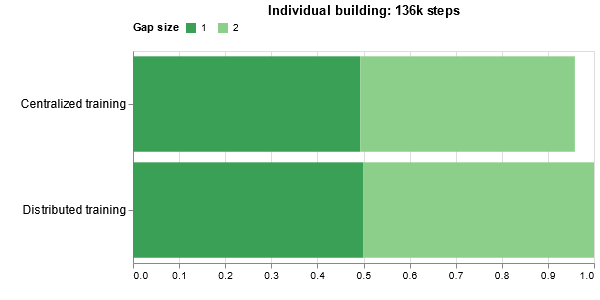 Individual building: 136k steps
Gap size 1 2
Centralized training
Distributed training
0.0 0.1 0.2 0.3 0.4 0.5 0.6 0.7 0.8 0.9 1.0